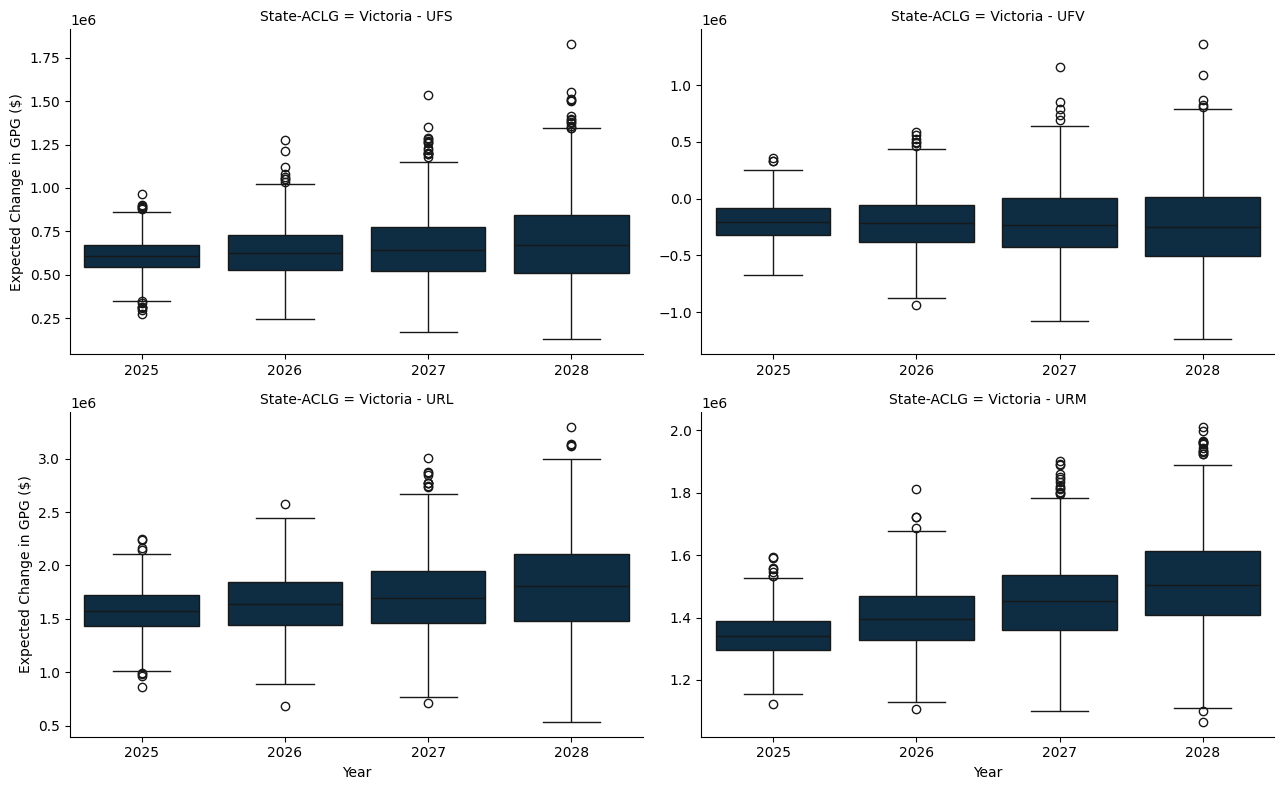 State-ACLG = Victoria - UFS
1e6
Expected Change in GPG ($)
1.75
1.50
1.25
1.00
0.75
0.50
0.25
2025 2026 2027 2028
State-ACLG = Victoria - UFV
1e6
1.0
0.5
0.0
−0.5
−1.0
2025 2026 2027 2028
State-ACLG = Victoria - URL
1e6
Expected Change in GPG ($)
3.0
2.5
2.0
1.5
1.0
0.5
2025 2026 2027 2028
Year
State-ACLG = Victoria - URM
1e6
2.0
1.8
1.6
1.4
1.2
2025 2026 2027 2028
Year